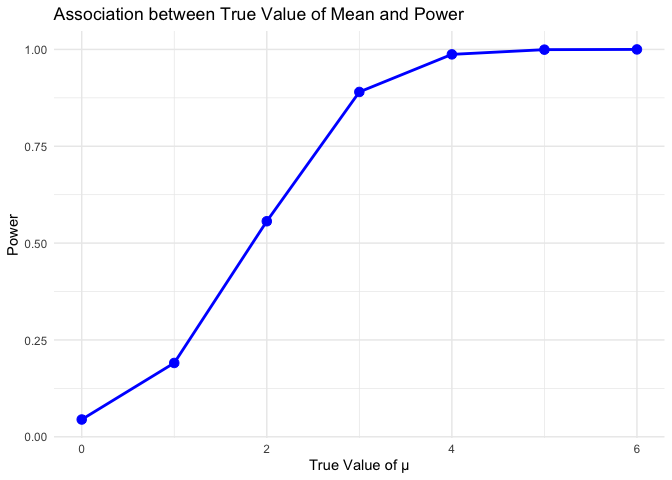 Association between True Value of Mean and Power
1.00
0.75
0.50
0.25
0.00
Power
0 2 4 6
True Value of μ